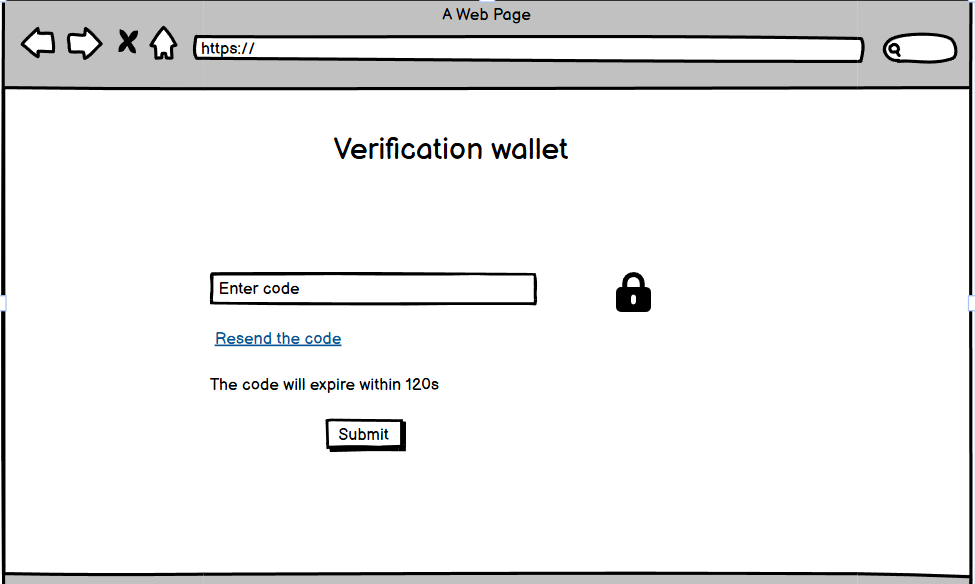 A Web Page
https://
Verification wallet
Enter code
Resend the code
The code will expire within 120s
Submit